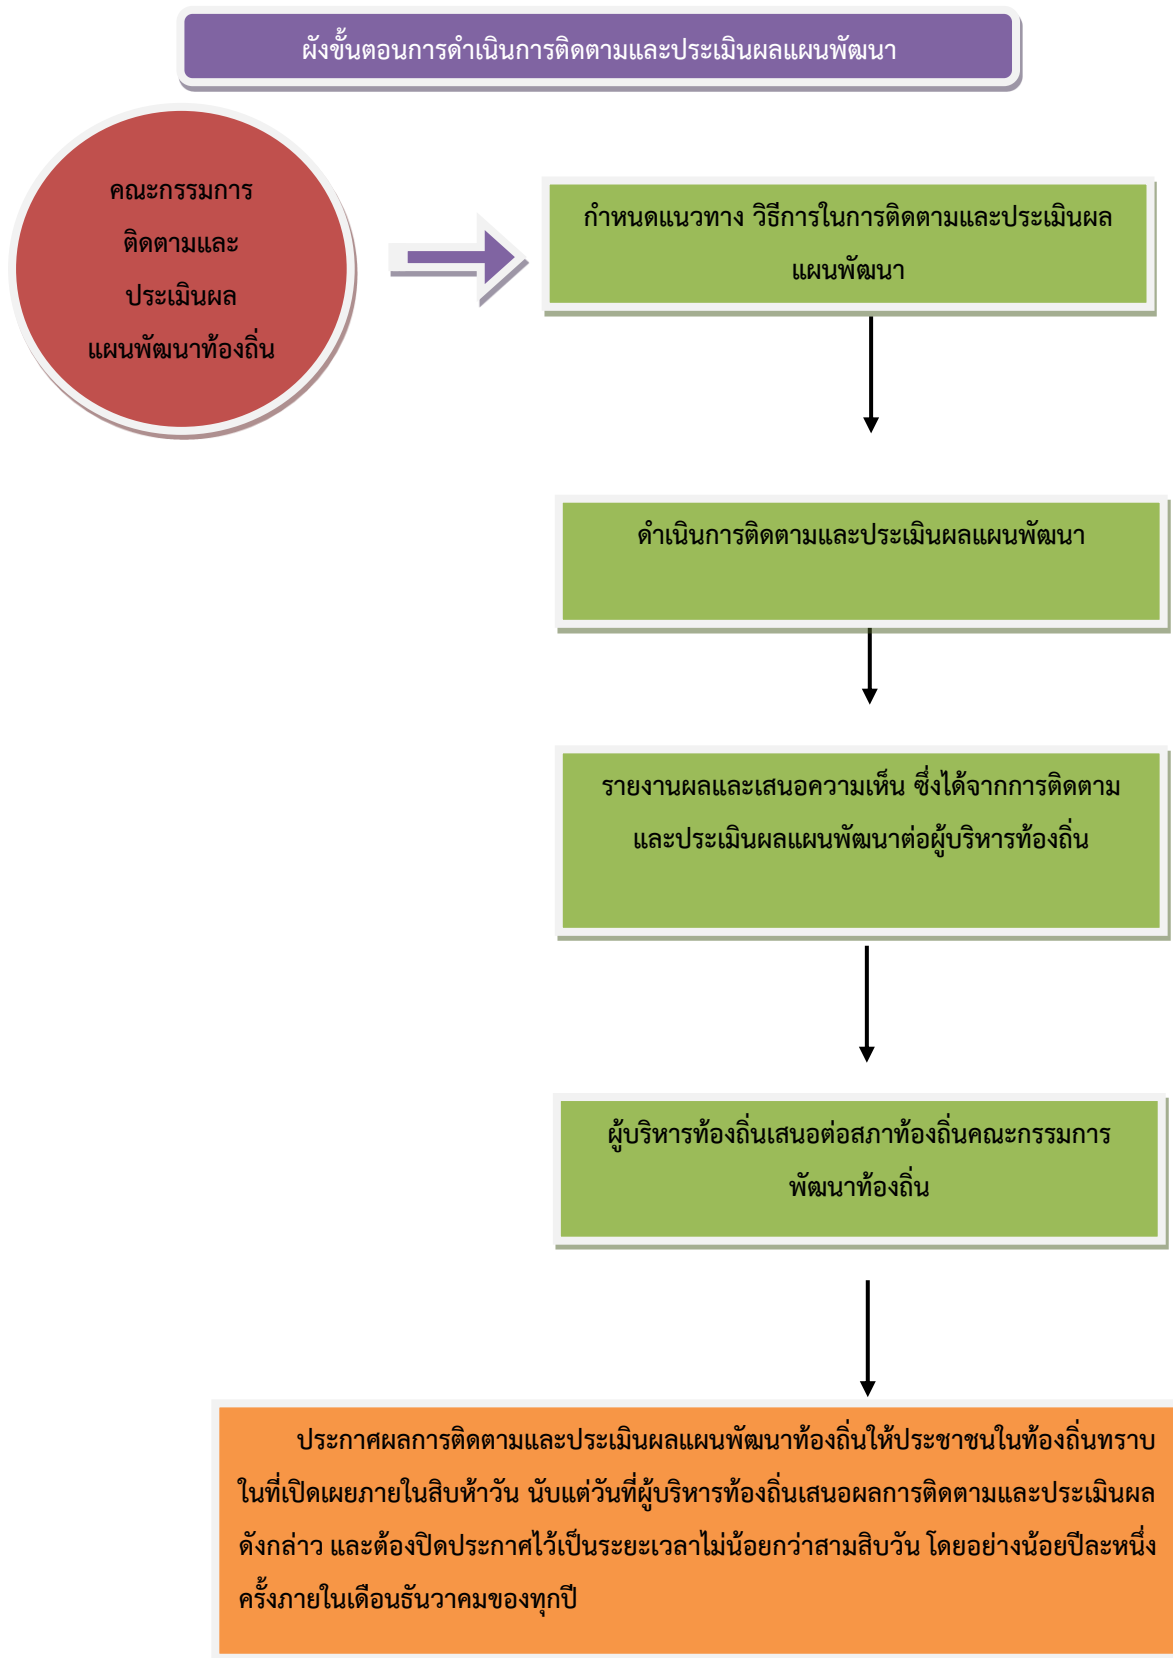 ผังขั้นตอนการดำเนินการติดตามและประเมินผลแผนพัฒนา
คณะกรรมการ
ติดตามและ
ประเมินผล
แผนพัฒนาท้องถิ่น
กำหนดแนวทาง วิธีการในการติดตามและประเมินผล
แผนพัฒนา
ดำเนินการติดตามและประเมินผลแผนพัฒนา
รายงานผลและเสนอความเห็น ซึ่งได้จากการติดตาม
และประเมินผลแผนพัฒนาต่อผู้บริหารท้องถิ่น
ผู้บริหารท้องถิ่นเสนอต่อสภาท้องถิ่นคณะกรรมการ
พัฒนาท้องถิ่น
ประกาศผลการติดตามและประเมินผลแผนพัฒนาท้องถิ่นให้ประชาชนในท้องถิ่นทราบ
ในที่เปิดเผยภายในสิบห้าวัน นับแต่วันที่ผู้บริหารท้องถิ่นเสนอผลการติดตามและประเมินผล
ดังกล่าว และต้องปิดประกาศไว้เป็นระยะเวลาไม่น้อยกว่าสามสิบวัน โดยอย่างน้อยปีละหนึ่ง
ครั้งภายในเดือนธันวาคมของทุกปี